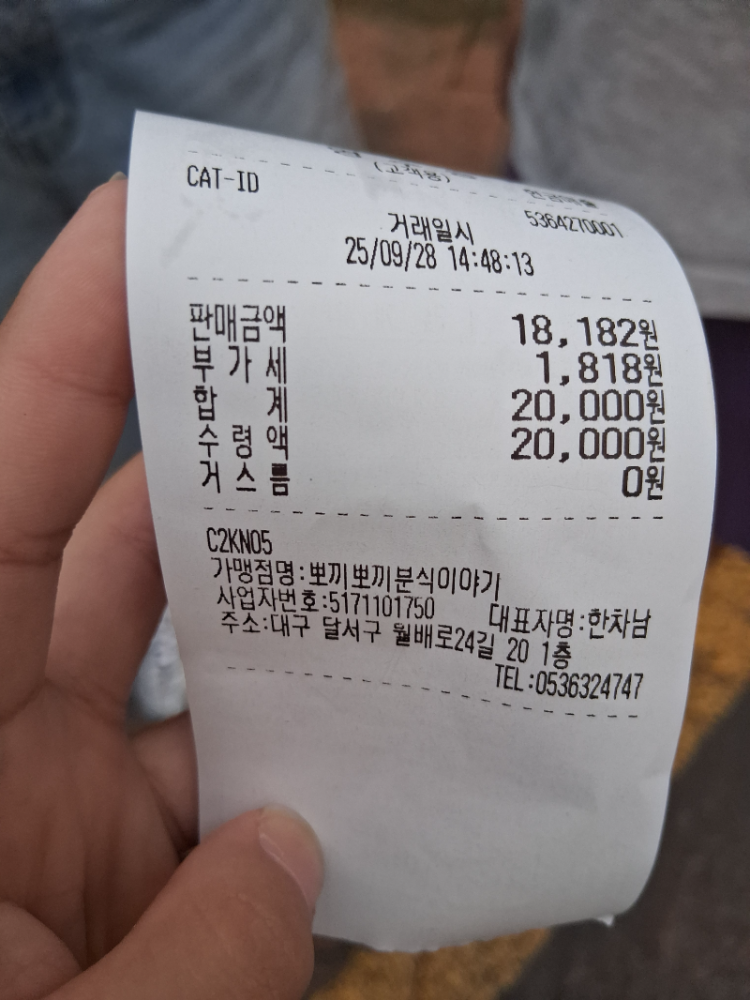 (고객용)
CAT-ID 5364270001
거래일시
25/09/28 14:48:13
판매금액 18,182원
부 가 세 1,818원
합 계 20,000원
수 령 액 20,000원
거 스 름 0원
C2KN05
가맹점명:뽀끼뽀끼분식이야기
사업자번호:5171101750 대표자명:한차남
주소:대구 달서구 월배로24길 20 1층
TEL:0536324747